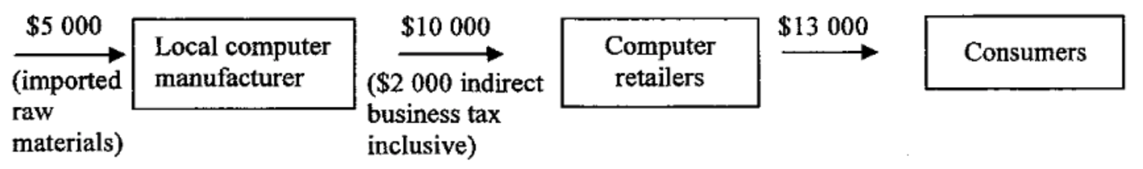 $5 000
(imported
raw
materials)
Local computer
manufacturer
$10 000
($2 000 indirect
business tax
inclusive)
Computer
retailers
$13 000
Consumers